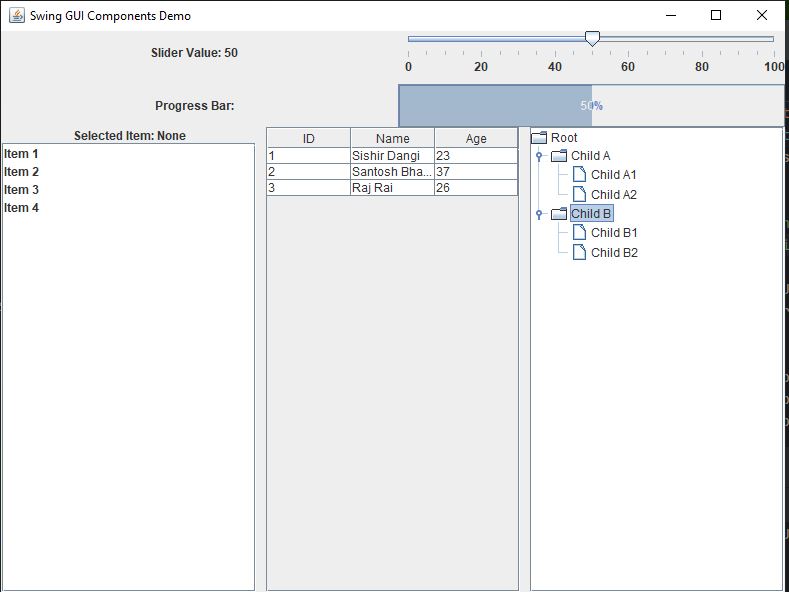 Swing GUI Components Demo
Slider Value: 50
0 20 40 60 80 100
Progress Bar:
50%
Selected Item: None
Item 1
Item 2
Item 3
Item 4
ID Name Age
1 Sishir Dangi 23
2 Santosh Bha... 37
3 Raj Rai 26
Root
Child A
Child A1
Child A2
Child B
Child B1
Child B2